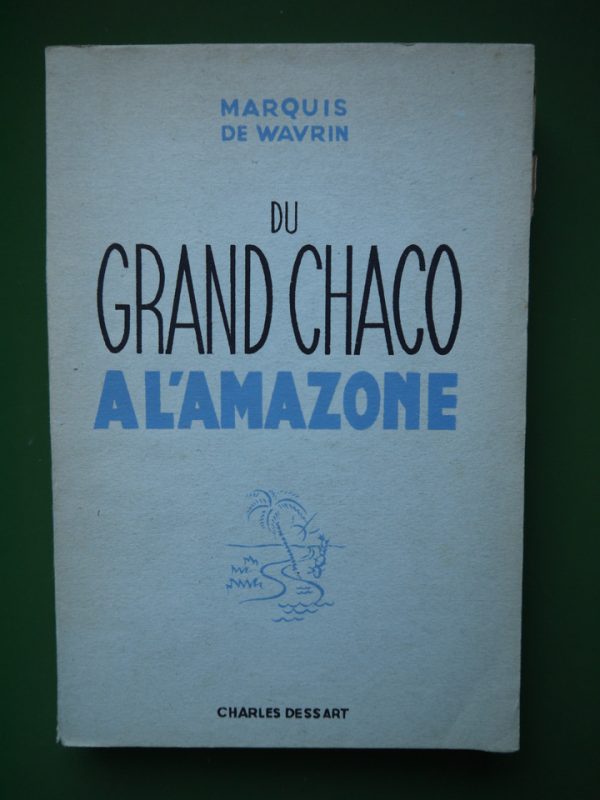 MARQUIS
DE WAVRIN
DU
GRAND CHACO
A L'AMAZONE
CHARLES DESSART